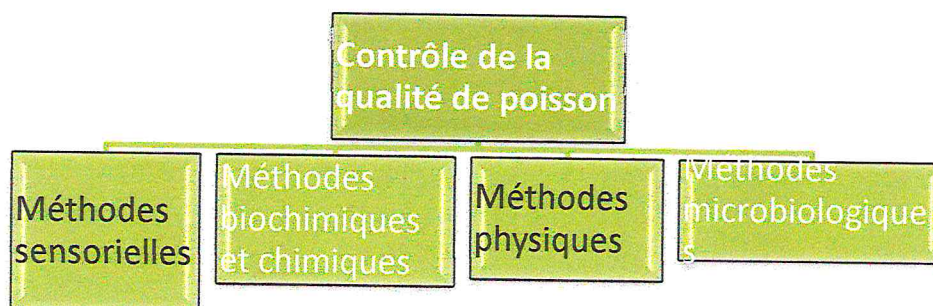 Contrôle de la
qualité de poisson
Méthodes
sensorielles
Méthodes
biochimiques
et chimiques
Méthodes
physiques
Méthodes
microbiologique
s